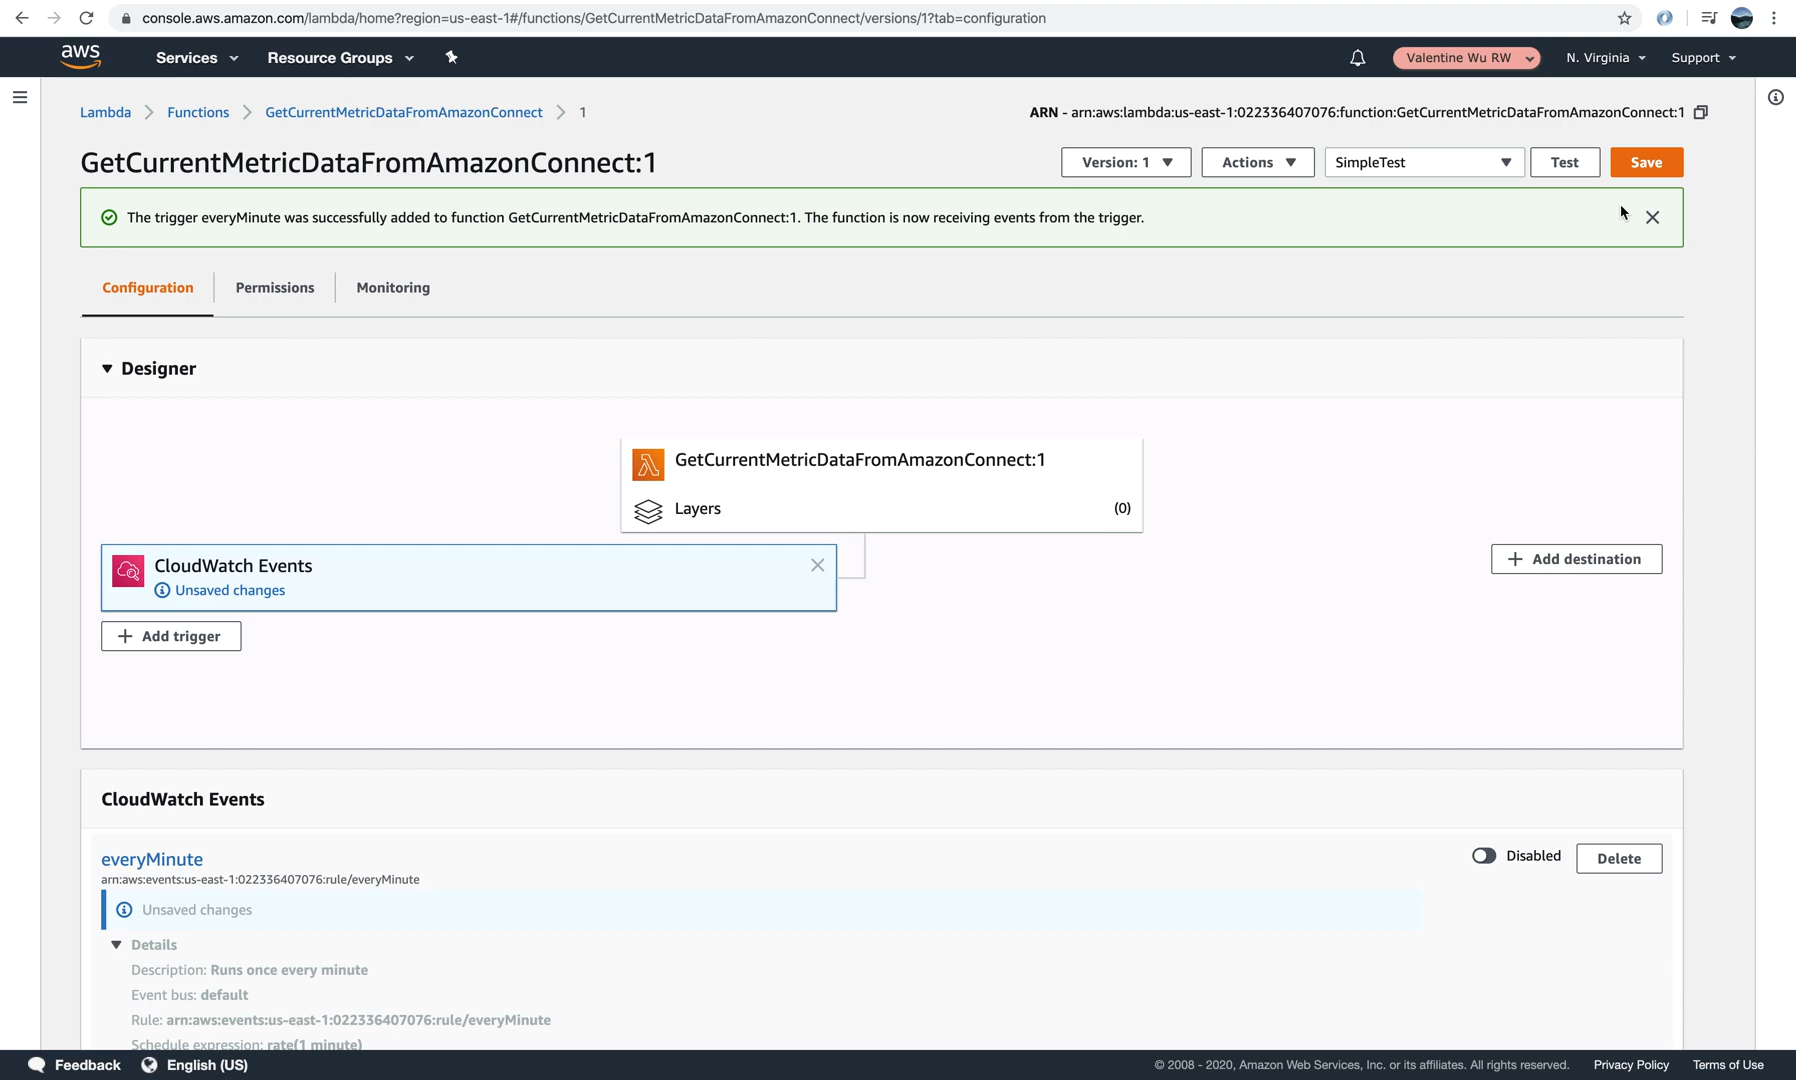 console.aws.amazon.com/lambda/home?region=us-east-1#/functions/GetCurrentMetricDataFromAmazonConnect/versions/1?tab=configuration
aws
Services
Resource Groups
Valentine Wu RW
N. Virginia
Support
Lambda
Functions
GetCurrentMetricDataFromAmazonConnect
1
ARN - arn:aws:lambda:us-east-1:022336407076:function:GetCurrentMetricDataFromAmazonConnect:1
GetCurrentMetricDataFromAmazonConnect:1
Version: 1
Actions
SimpleTest
Test
Save
The trigger everyMinute was successfully added to function GetCurrentMetricDataFromAmazonConnect:1. The function is now receiving events from the trigger.
Configuration
Permissions
Monitoring
Designer
GetCurrentMetricDataFromAmazonConnect:1
Layers
(0)
CloudWatch Events
Unsaved changes
Add destination
Add trigger
CloudWatch Events
everyMinute
Disabled
Delete
arn:aws:events:us-east-1:022336407076:rule/everyMinute
Unsaved changes
Details
Description: Runs once every minute
Event bus: default
Rule: arn:aws:events:us-east-1:022336407076:rule/everyMinute
Schedule expression: rate(1 minute)
Feedback
English (US)
© 2008 - 2020, Amazon Web Services, Inc. or its affiliates. All rights reserved.
Privacy Policy
Terms of Use